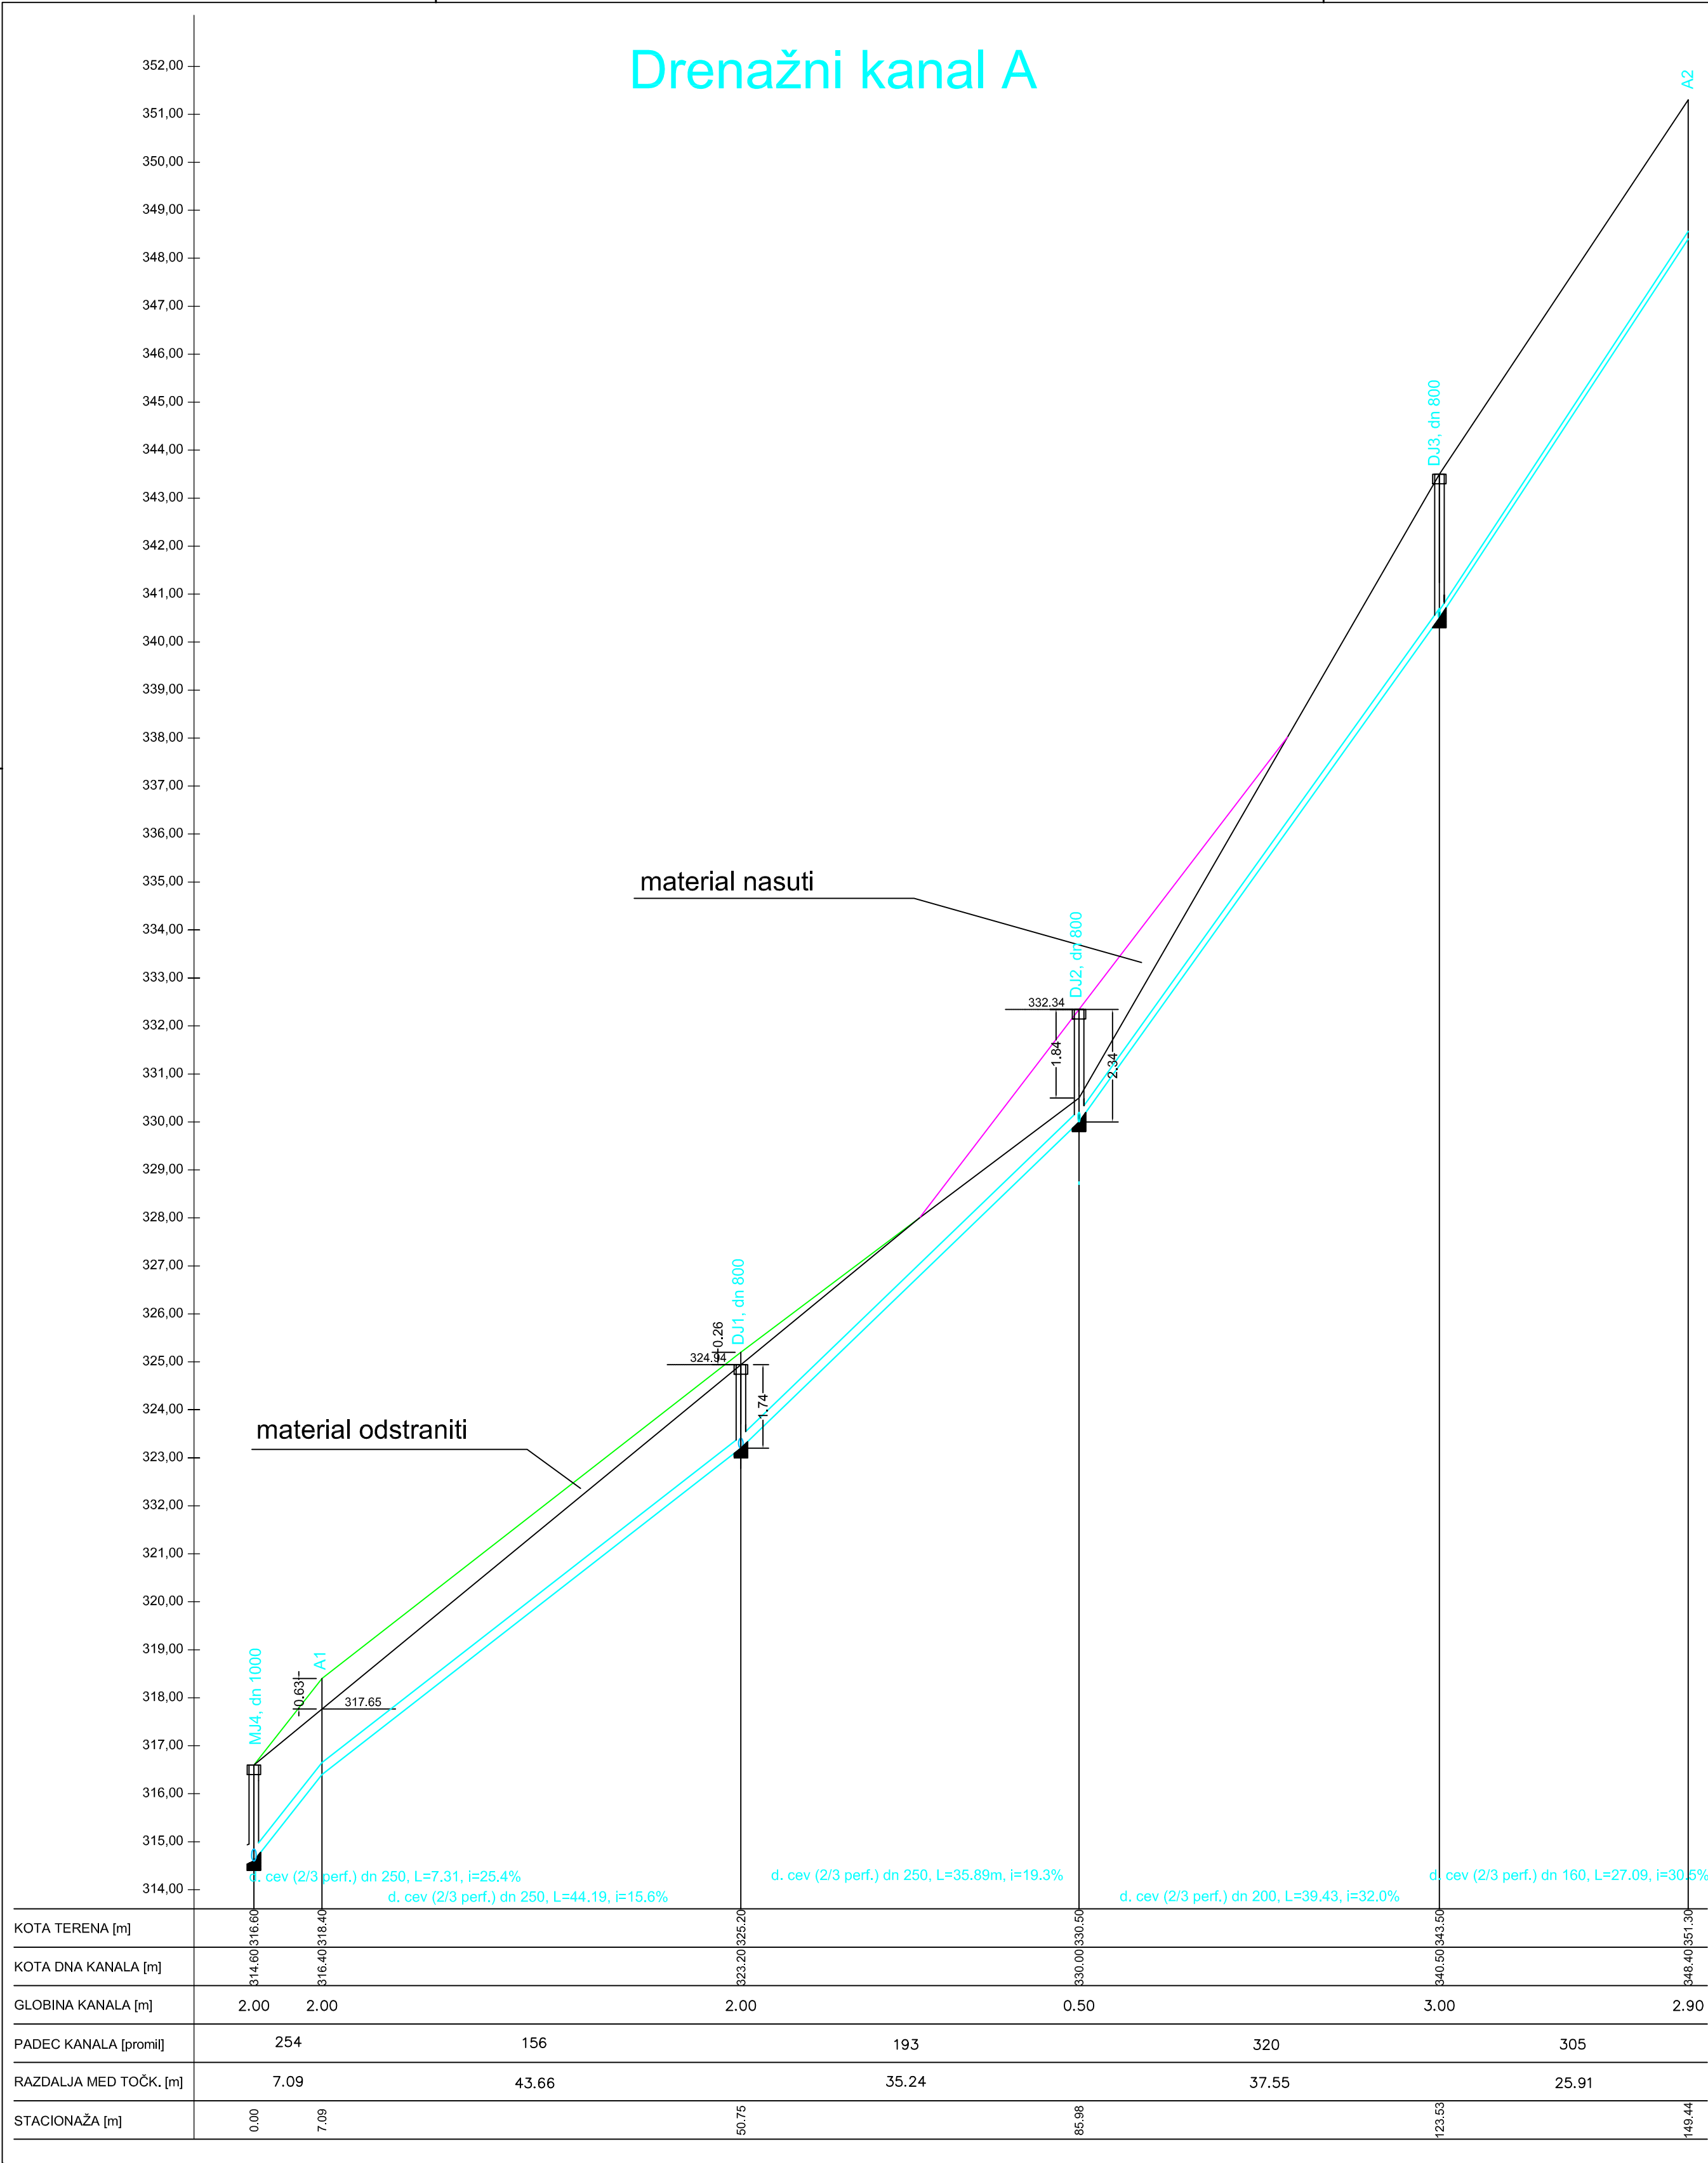 Drenažni kanal A
352,00
351,00
350,00
349,00
348,00
347,00
346,00
345,00
344,00
343,00
342,00
341,00
340,00
339,00
338,00
337,00
336,00
335,00
334,00
333,00
332,00
331,00
330,00
329,00
328,00
327,00
326,00
325,00
324,00
323,00
332,00
321,00
320,00
319,00
318,00
317,00
316,00
315,00
314,00
A2
DJ3, dn 800
material nasuti
DJ2, dn 800
332.34
1.84
2.34
DJ1, dn 800
0.26
324.94
1.74
material odstraniti
MJ4, dn 1000
A1
0.63
317.65
d. cev (2/3 perf.) dn 250, L=7.31, i=25.4%
d. cev (2/3 perf.) dn 250, L=44.19, i=15.6%
d. cev (2/3 perf.) dn 250, L=35.89m, i=19.3%
d. cev (2/3 perf.) dn 200, L=39.43, i=32.0%
d. cev (2/3 perf.) dn 160, L=27.09, i=30.5%
KOTA TERENA [m] 316.60 318.40 325.20 330.50 343.50 351.30
KOTA DNA KANALA [m] 314.60 316.40 323.20 330.00 340.50 348.40
GLOBINA KANALA [m] 2.00 2.00 2.00 0.50 3.00 2.90
PADEC KANALA [promil] 254 156 193 320 305
RAZDALJA MED TOČK. [m] 7.09 43.66 35.24 37.55 25.91
STACIONAŽA [m] 0.00 7.09 50.75 85.98 123.53 149.44